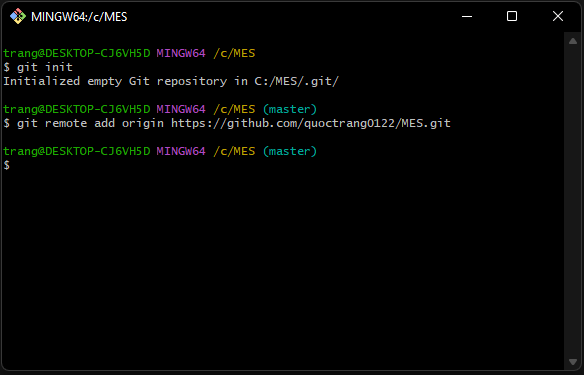 MINGW64:/c/MES
trang@DESKTOP-CJ6VH5D MINGW64 /c/MES
$ git init
Initialized empty Git repository in C:/MES/.git/
trang@DESKTOP-CJ6VH5D MINGW64 /c/MES (master)
$ git remote add origin https://github.com/quoctrang0122/MES.git
trang@DESKTOP-CJ6VH5D MINGW64 /c/MES (master)
$